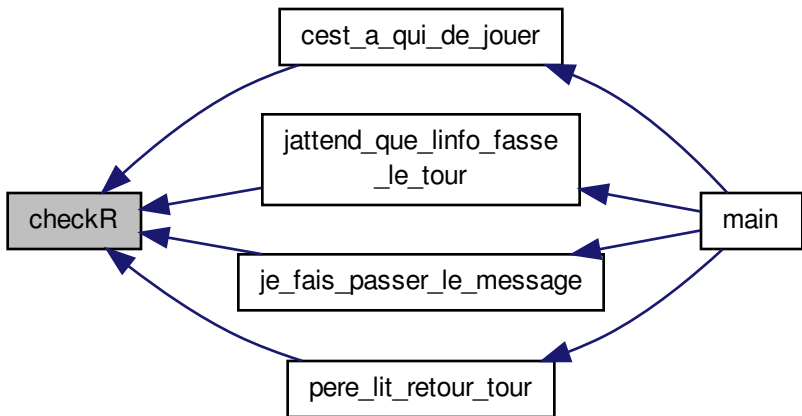 cest_a_qui_de_jouer
jattend_que_linfo_fasse
_le_tour
checkR
main
je_fais_passer_le_message
pere_lit_retour_tour